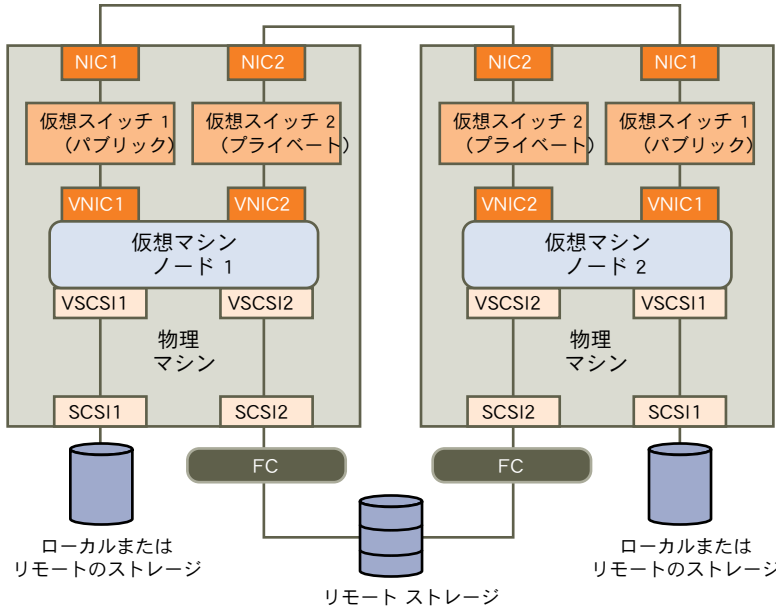 NIC1
NIC2
NIC2
NIC1
仮想スイッチ 1
（パブリック）
仮想スイッチ 2
（プライベート）
仮想スイッチ 2
（プライベート）
仮想スイッチ 1
（パブリック）
VNIC1
VNIC2
VNIC2
VNIC1
仮想マシン
ノード 1
仮想マシン
ノード 2
VSCSI1
VSCSI2
VSCSI2
VSCSI1
物理
マシン
物理
マシン
SCSI1
SCSI2
SCSI2
SCSI1
FC
FC
ローカルまたは
リモートのストレージ
ローカルまたは
リモートのストレージ
リモート ストレージ